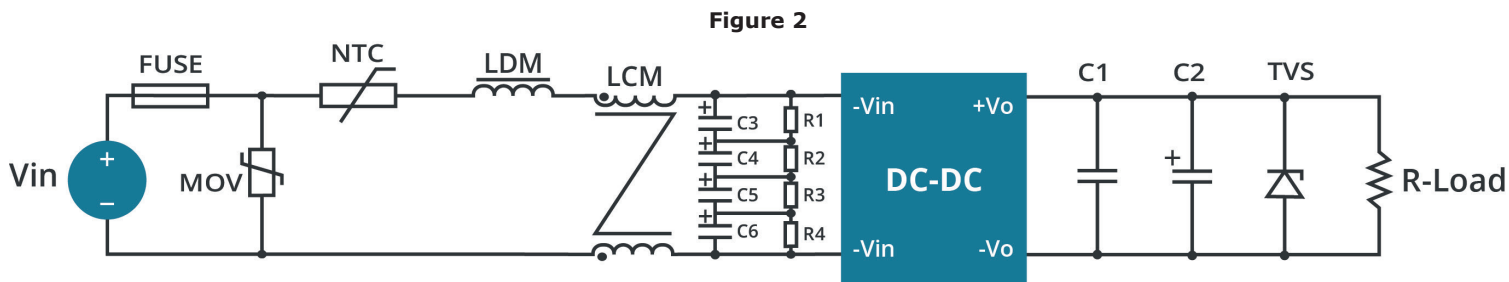 Figure 2
FUSE
NTC
LDM
LCM
C1
C2
TVS
+
C3
R1
-Vin
+Vo
+
C4
R2
Vin
+
−
MOV
DC-DC
+
R-Load
+
C5
R3
+
C6
R4
-Vin
-Vo